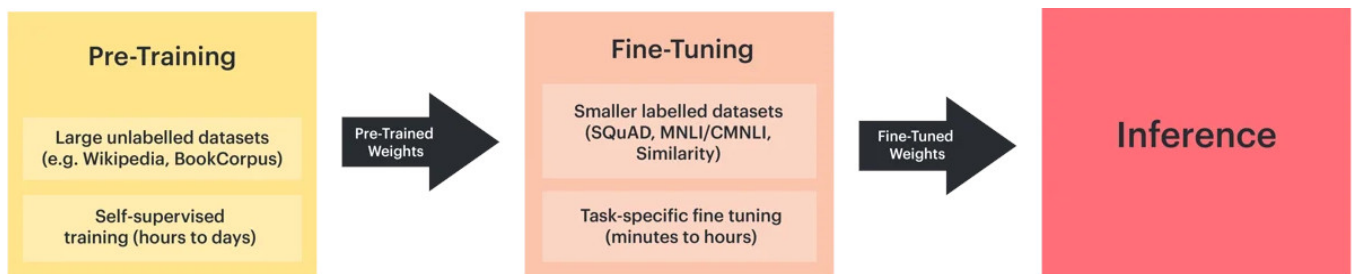 Pre-Training
Large unlabelled datasets
(e.g. Wikipedia, BookCorpus)
Self-supervised
training (hours to days)
Pre-Trained
Weights
Fine-Tuning
Smaller labelled datasets
(SQuAD, MNLI/CMNLI,
Similarity)
Task-specific fine tuning
(minutes to hours)
Fine-Tuned
Weights
Inference